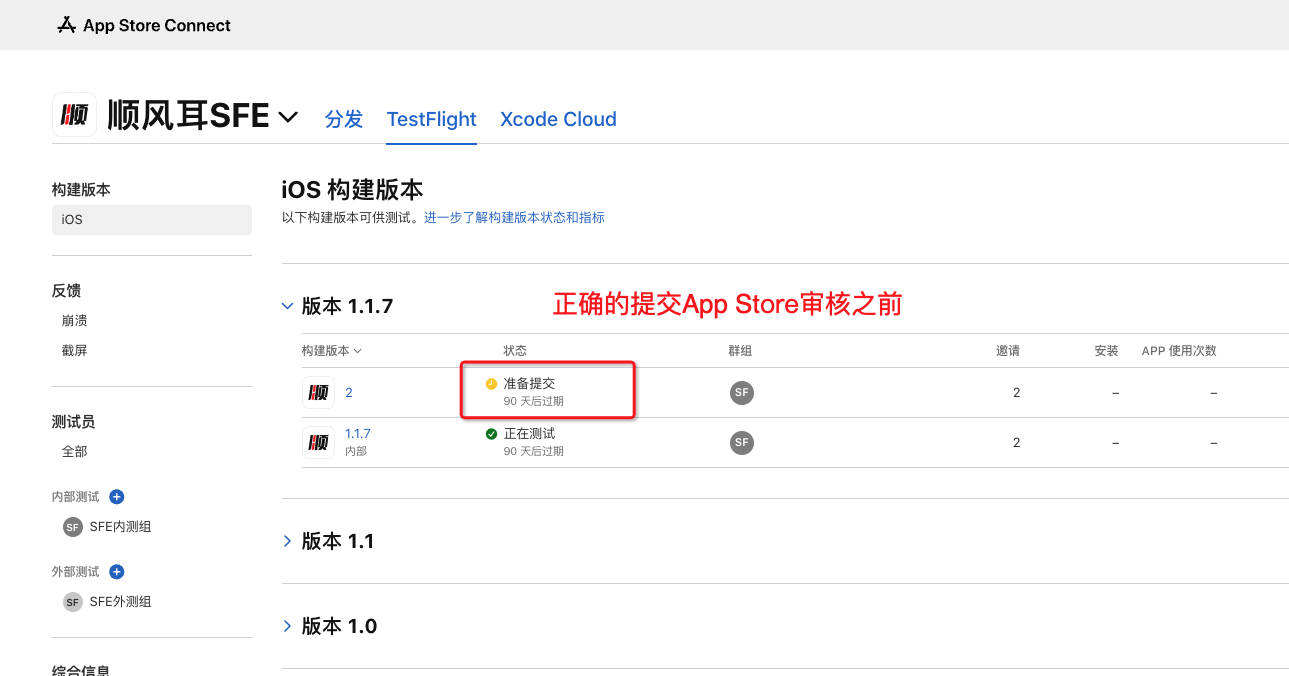 App Store Connect
顺 顺风耳SFE 分发 TestFlight Xcode Cloud
构建版本
iOS
反馈
崩溃
截屏
测试员
全部
内部测试
SF SFE内测组
外部测试
SF SFE外测组
综合信息
iOS 构建版本
以下构建版本可供测试。进一步了解构建版本状态和指标
版本 1.1.7 正确的提交App Store审核之前
构建版本 状态 群组 邀请 安装 APP 使用次数
顺 2 准备提交 SF 2 – –
90 天后过期
顺 1.1.7 正在测试 SF 2 – –
内部 90 天后过期
版本 1.1
版本 1.0